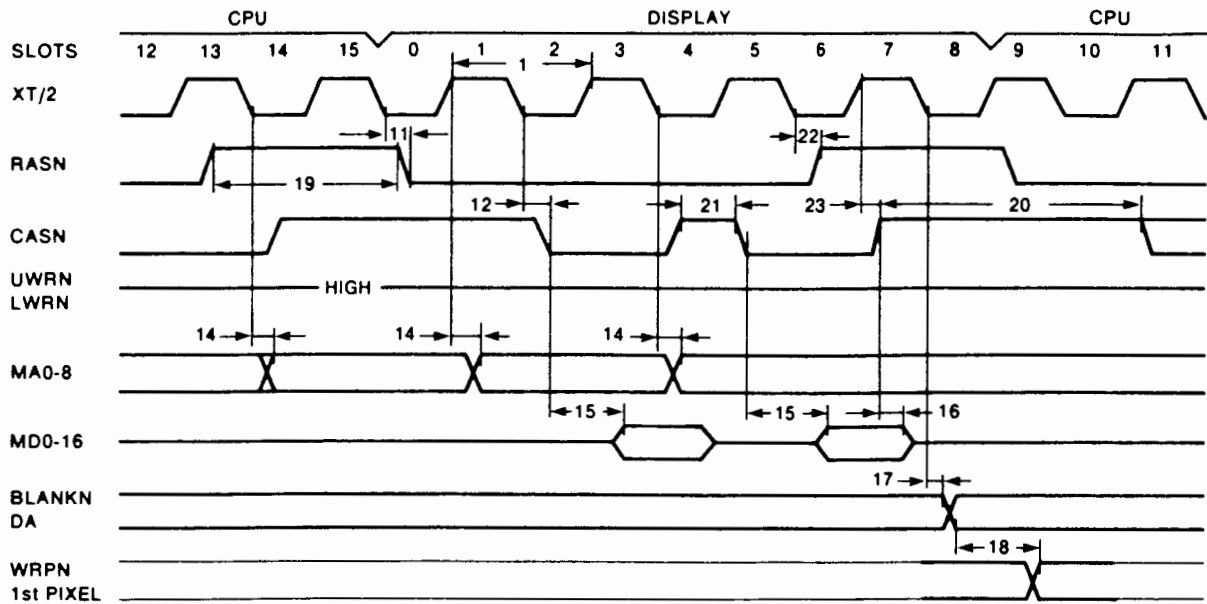 CPU DISPLAY CPU
SLOTS 12 13 14 15 0 1 2 3 4 5 6 7 8 9 10 11
1
XT/2
11 22
RASN
19
12 21 23 20
CASN
UWRN
LWRN
HIGH
14 14 14
MA0-8
15 15 16
MD0-16
17
BLANKN
DA
18
WRPN
1st PIXEL